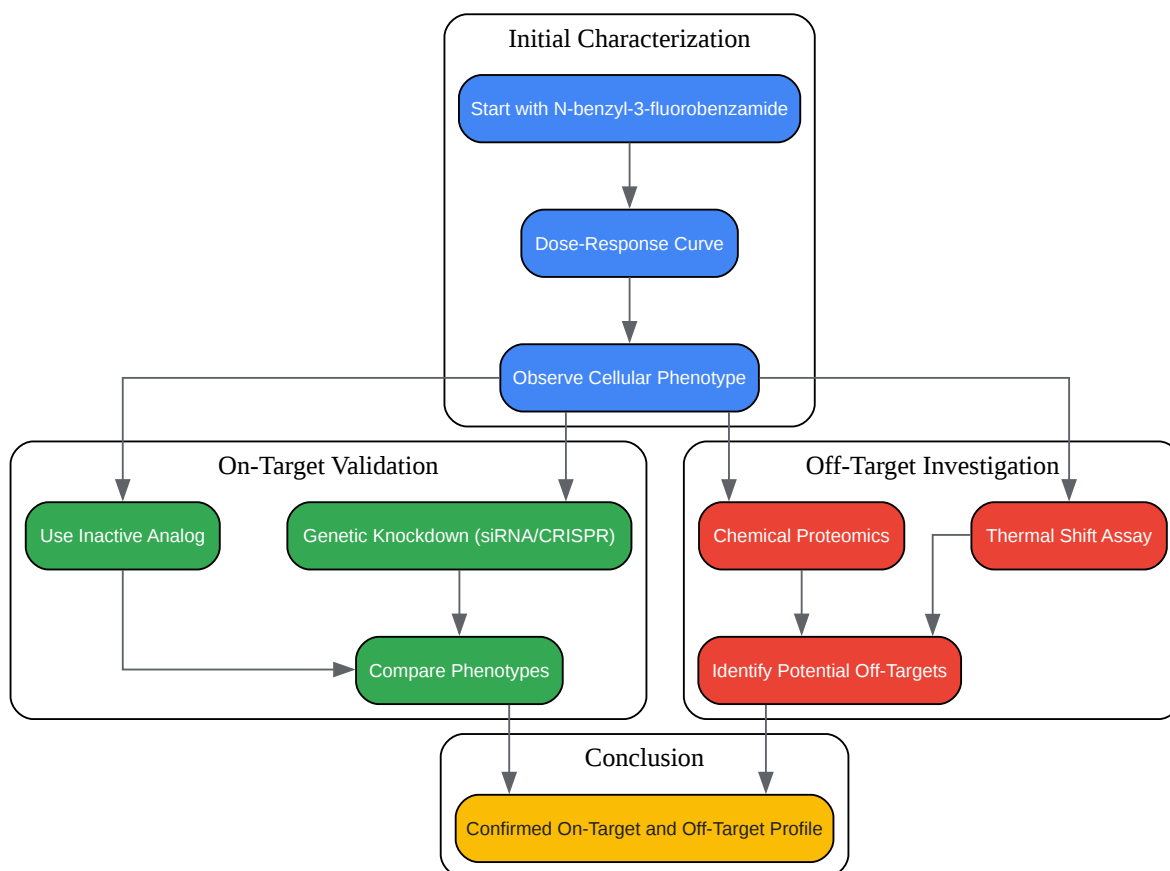 Initial Characterization
Start with N-benzyl-3-fluorobenzamide
Dose-Response Curve
Observe Cellular Phenotype
On-Target Validation
Use Inactive Analog
Genetic Knockdown (siRNA/CRISPR)
Compare Phenotypes
Off-Target Investigation
Chemical Proteomics
Thermal Shift Assay
Identify Potential Off-Targets
Conclusion
Confirmed On-Target and Off-Target Profile